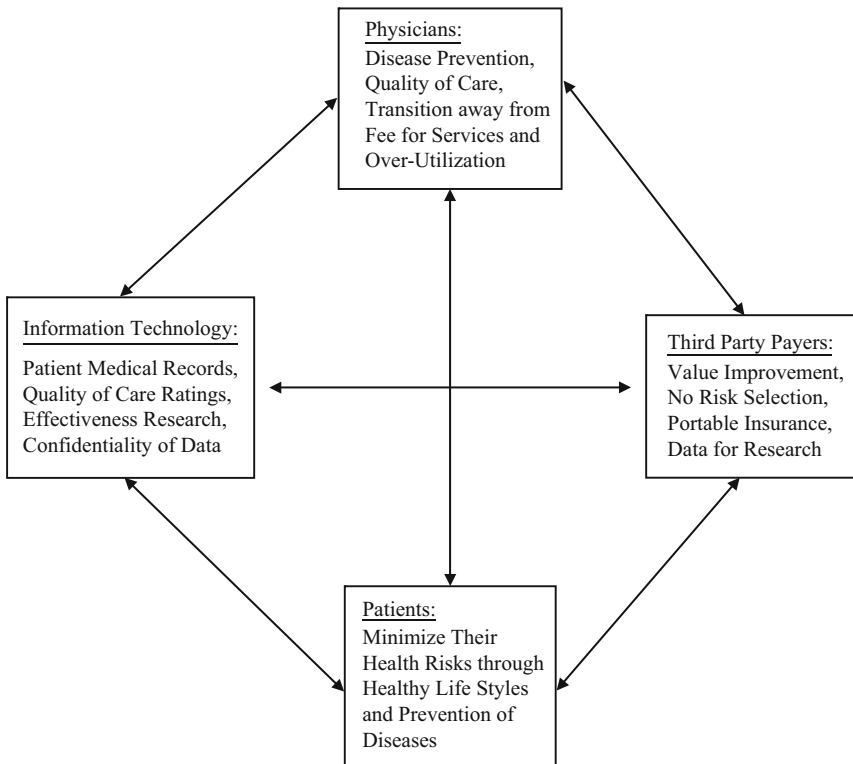 Physicians:
Disease Prevention,
Quality of Care,
Transition away from
Fee for Services and
Over-Utilization
Information Technology:
Patient Medical Records,
Quality of Care Ratings,
Effectiveness Research,
Confidentiality of Data
Third Party Payers:
Value Improvement,
No Risk Selection,
Portable Insurance,
Data for Research
Patients:
Minimize Their
Health Risks through
Healthy Life Styles
and Prevention of
Diseases